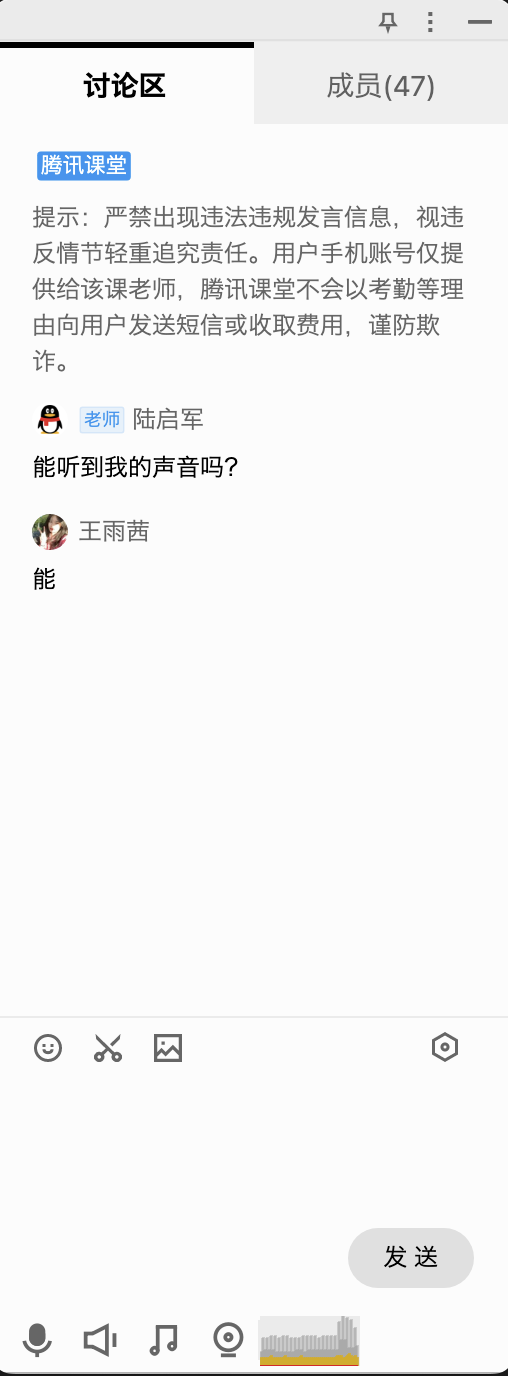 讨论区
成员(47)
腾讯课堂
提示：严禁出现违法违规发言信息，视违
反情节轻重追究责任。用户手机账号仅提
供给该课老师，腾讯课堂不会以考勤等理
由向用户发送短信或收取费用，谨防欺
诈。
老师 陆启军
能听到我的声音吗?
王雨茜
能
发 送